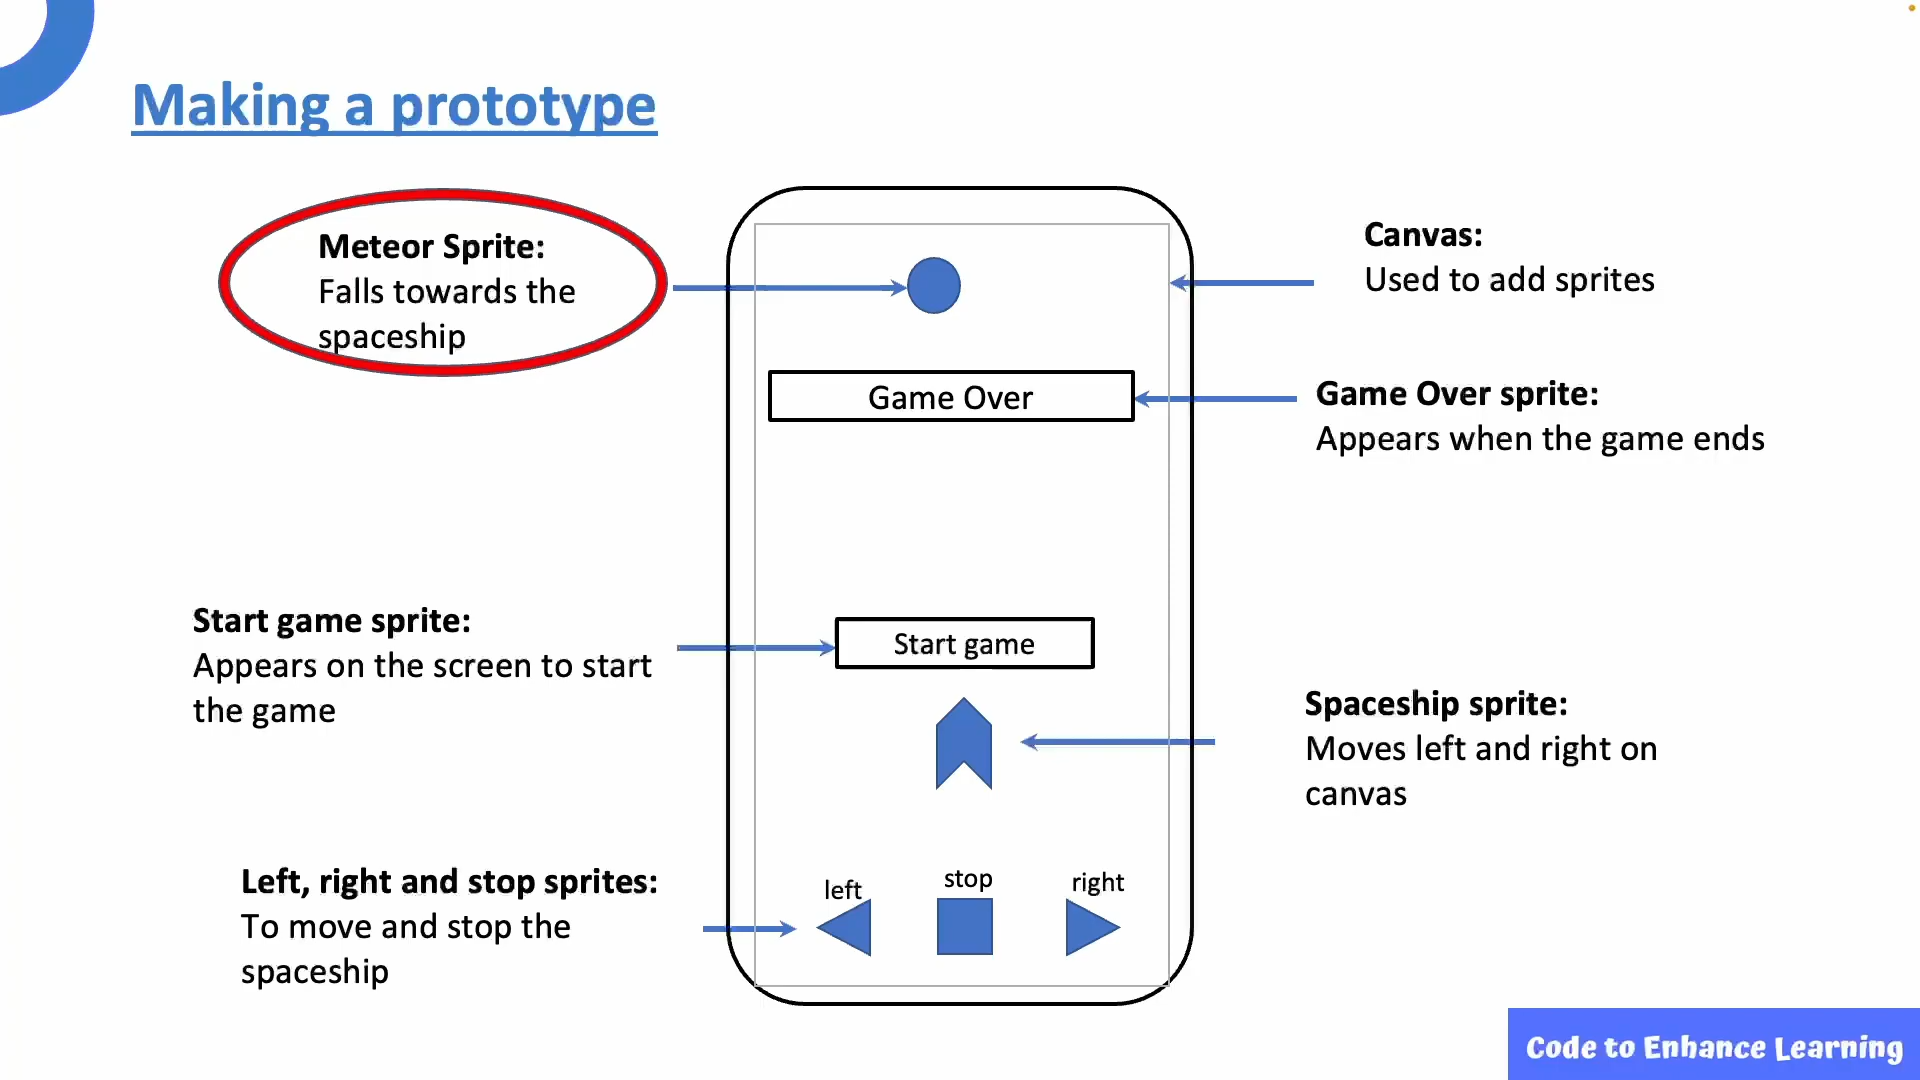 Making a prototype
Meteor Sprite:
Falls towards the
spaceship
Canvas:
Used to add sprites
Game Over
Game Over sprite:
Appears when the game ends
Start game sprite:
Appears on the screen to start
the game
Start game
Spaceship sprite:
Moves left and right on
canvas
Left, right and stop sprites:
To move and stop the
spaceship
left
stop
right
Code to Enhance Learning